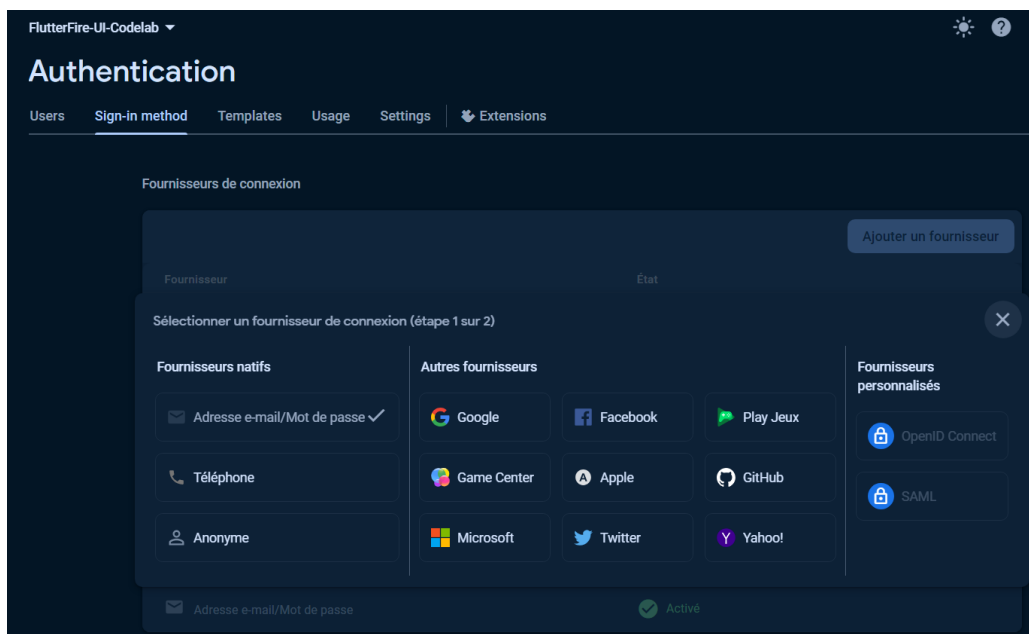 FlutterFire-UI-Codelab
Authentication
Users Sign-in method Templates Usage Settings Extensions
Fournisseurs de connexion
Ajouter un fournisseur
Fournisseur État
Sélectionner un fournisseur de connexion (étape 1 sur 2)
Fournisseurs natifs
Adresse e-mail/Mot de passe
Téléphone
Anonyme
Autres fournisseurs
Google Facebook Play Jeux
Game Center Apple GitHub
Microsoft Twitter Yahoo!
Fournisseurs
personnalisés
OpenID Connect
SAML
Adresse e-mail/Mot de passe Activé